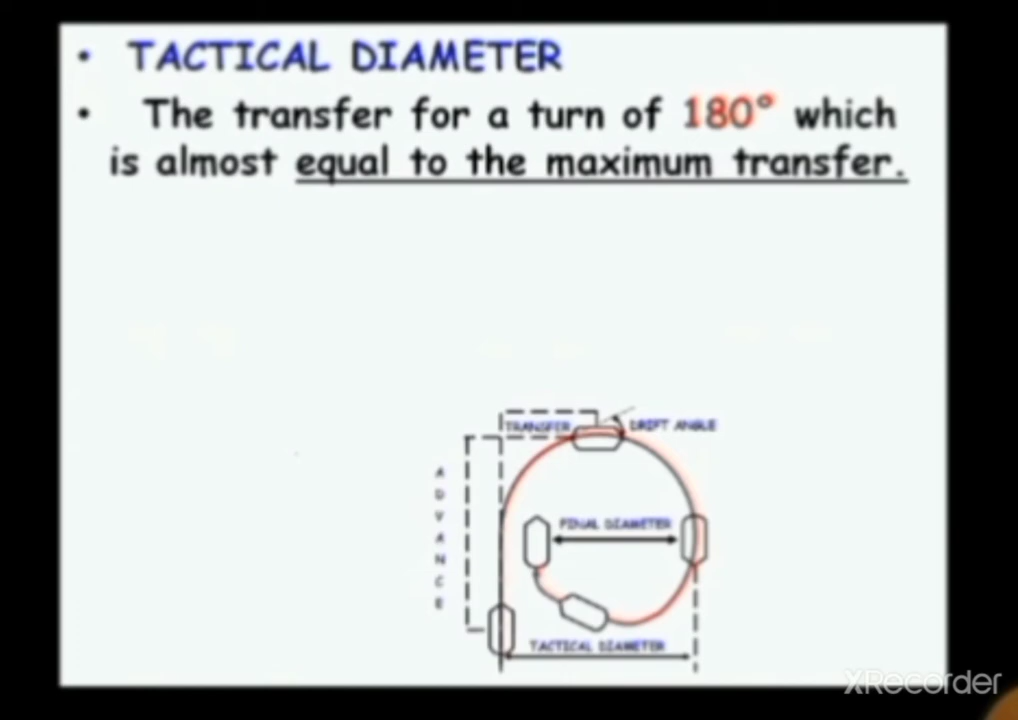 • TACTICAL DIAMETER
• The transfer for a turn of 180° which
is almost equal to the maximum transfer.
TRANSFER
DRIFT ANGLE
ADVANCE
FINAL DIAMETER
TACTICAL DIAMETER
XRecorder